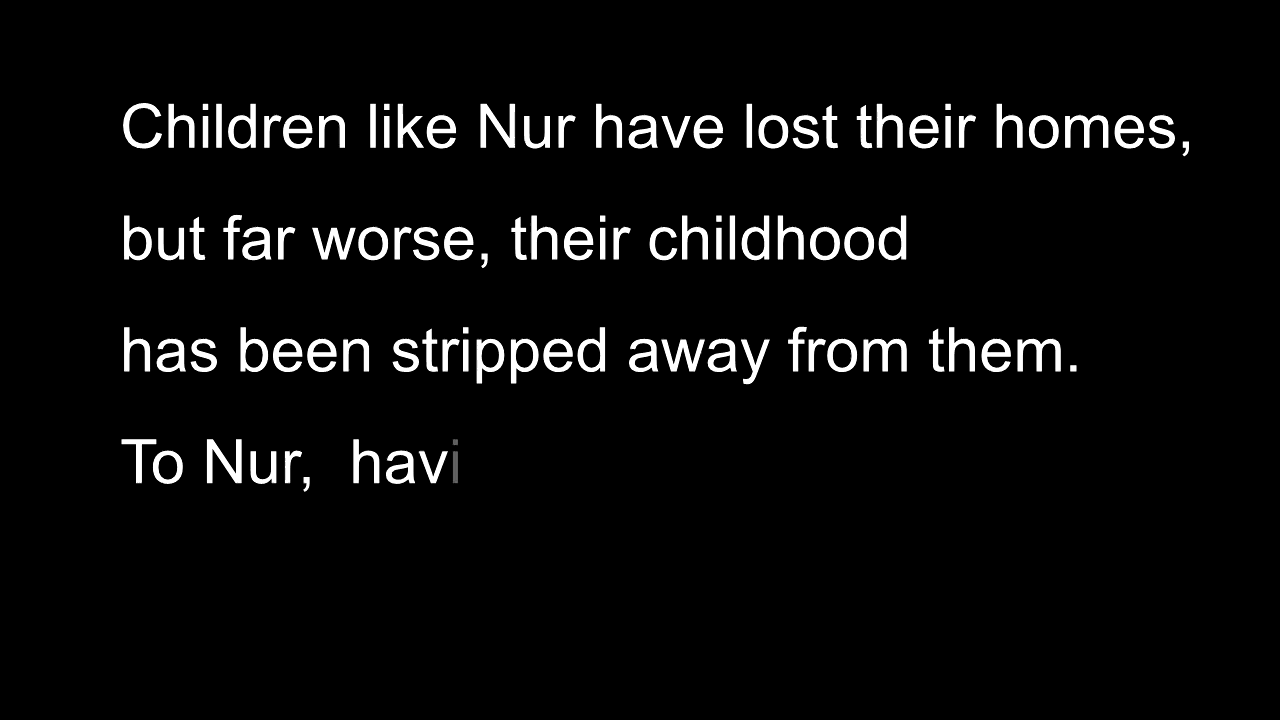 Children like Nur have lost their homes,
but far worse, their childhood
has been stripped away from them.
To Nur,  havi